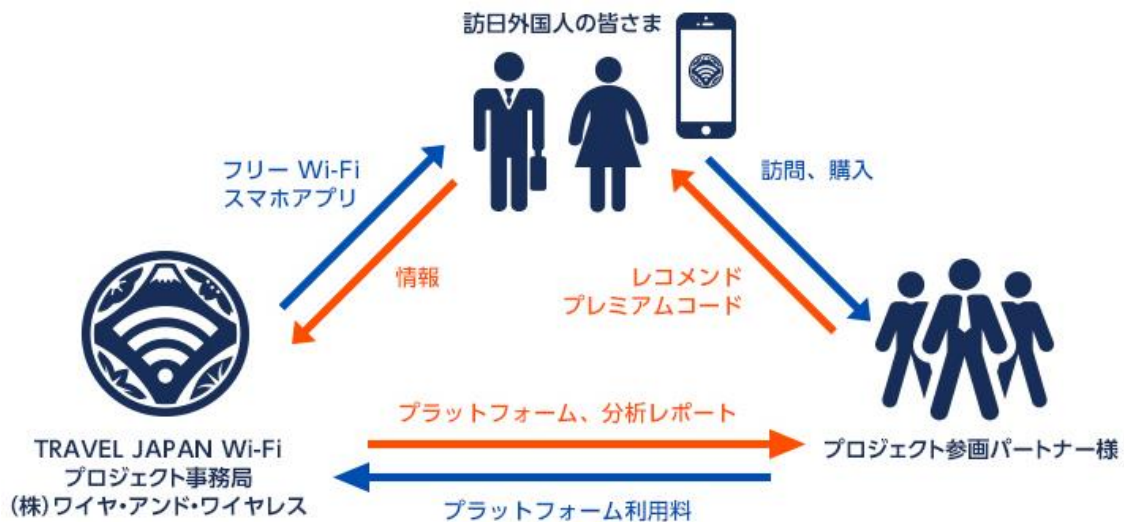 訪日外国人の皆さま
フリー Wi-Fi
スマホアプリ
訪問、購入
情報
レコメンド
プレミアムコード
プラットフォーム、分析レポート
TRAVEL JAPAN Wi-Fi
プロジェクト事務局
(株)ワイヤ・アンド・ワイヤレス
プロジェクト参画パートナー様
プラットフォーム利用料